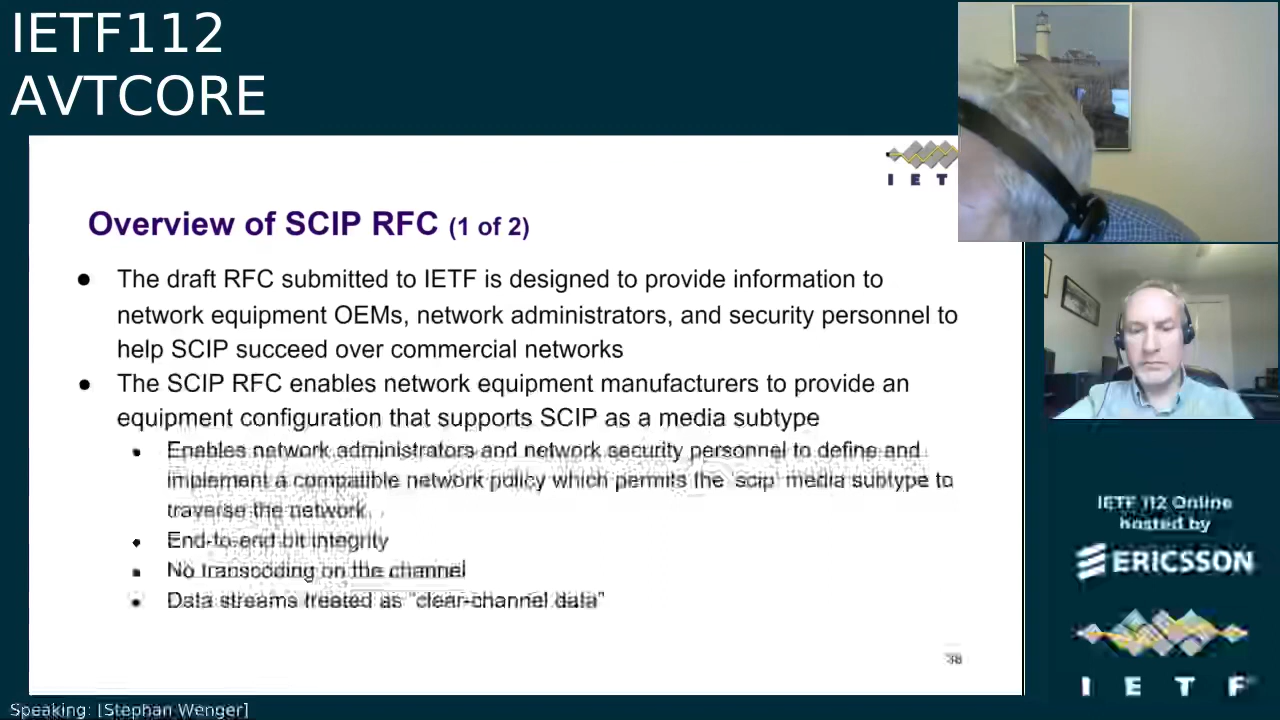 IETF112
AVTCORE
I E T
Overview of SCIP RFC (1 of 2)
● The draft RFC submitted to IETF is designed to provide information to
network equipment OEMs, network administrators, and security personnel to
help SCIP succeed over commercial networks
● The SCIP RFC enables network equipment manufacturers to provide an
equipment configuration that supports SCIP as a media subtype
• Enables network administrators and network security personnel to define and
implement a compatible network policy which permits the 'scip' media subtype to
traverse the network.
• End-to-end bit integrity
• No transcoding on the channel
• Data streams treated as "clear-channel data"
38
IETF 112 Online
hosted by
ERICSSON
I E T F
Speaking: [Stephan Wenger]